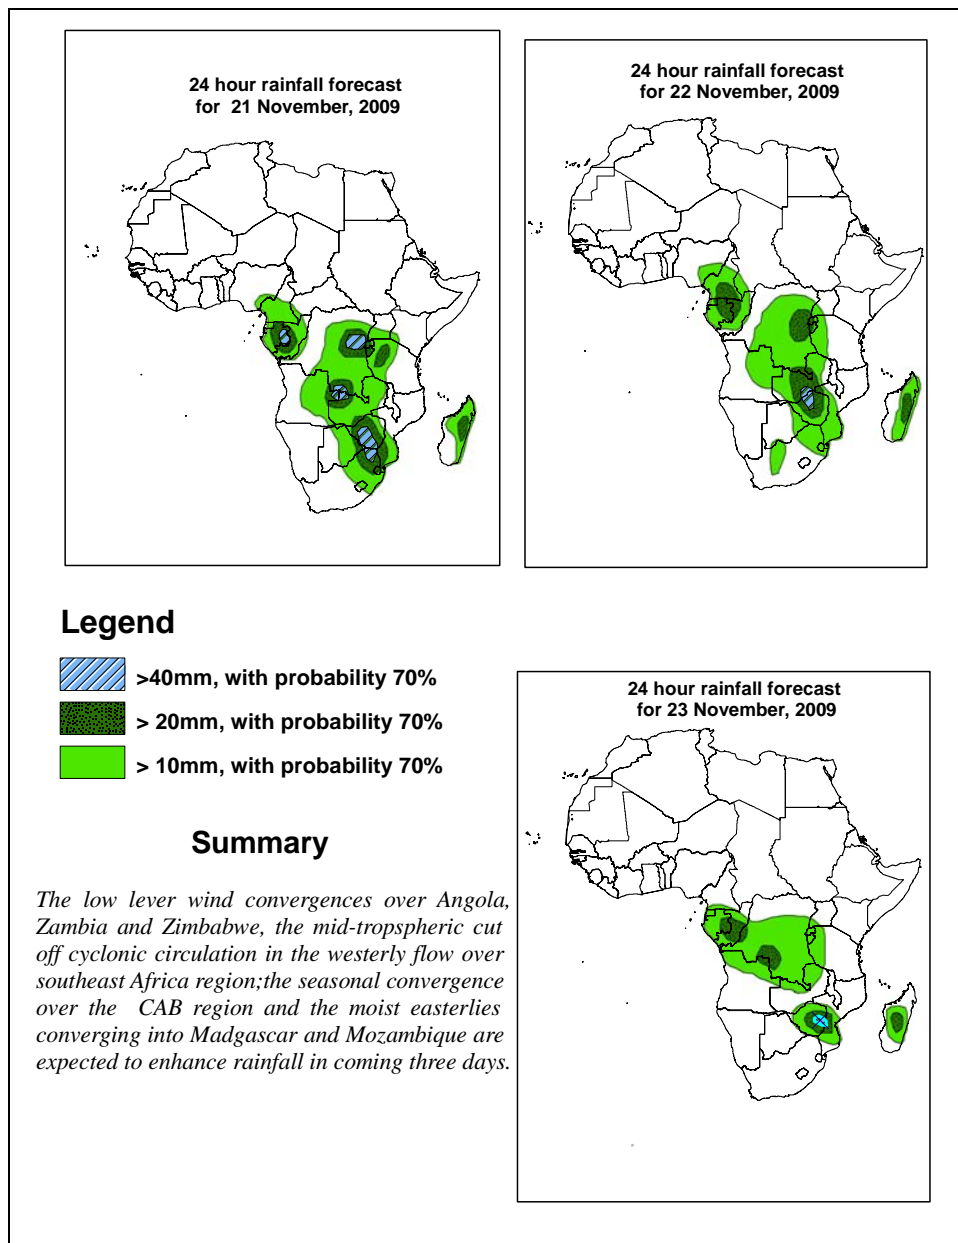 24 hour rainfall forecast
for 21 November, 2009
24 hour rainfall forecast
for 22 November, 2009
Legend
>40mm, with probability 70%
> 20mm, with probability 70%
> 10mm, with probability 70%
Summary
The low lever wind convergences over Angola,
Zambia and Zimbabwe, the mid-tropspheric cut
off cyclonic circulation in the westerly flow over
southeast Africa region;the seasonal convergence
over the CAB region and the moist easterlies
converging into Madgascar and Mozambique are
expected to enhance rainfall in coming three days.
24 hour rainfall forecast
for 23 November, 2009